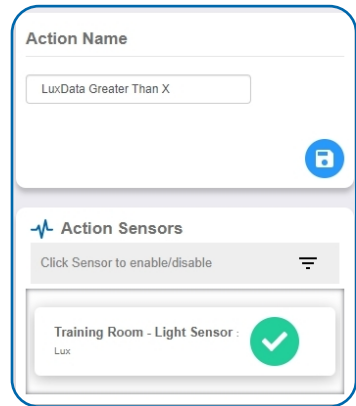 Action Name
LuxData Greater Than X
Action Sensors
Click Sensor to enable/disable
Training Room - Light Sensor :
Lux